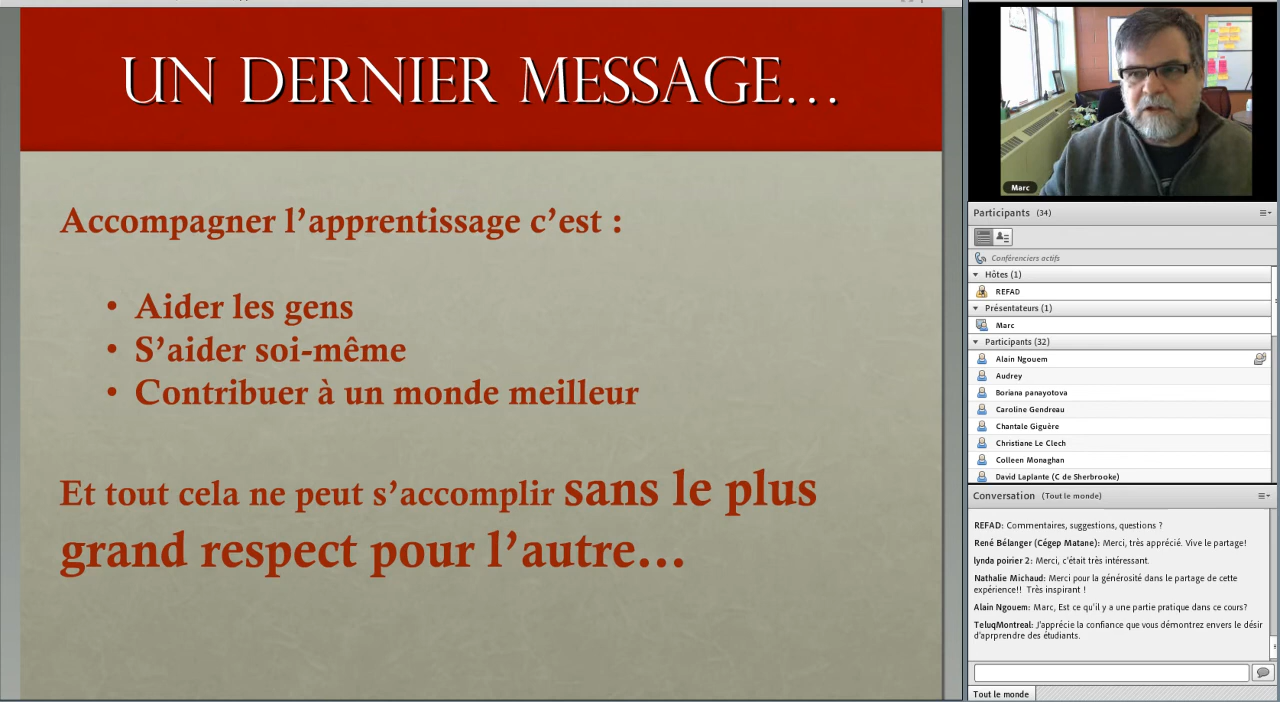 UN DERNIER MESSAGE...
Accompagner l'apprentissage c'est :
• Aider les gens
• S'aider soi-même
• Contribuer à un monde meilleur
Et tout cela ne peut s'accomplir sans le plus
grand respect pour l'autre...
Marc
Participants (34)
Conférenciers actifs
Hôtes (1)
REFAD
Présentateurs (1)
Marc
Participants (32)
Alain Ngouem
Audrey
Boriana panayotova
Caroline Gendreau
Chantale Giguère
Christiane Le Clech
Colleen Monaghan
David Laplante (C de Sherbrooke)
Conversation (Tout le monde)
REFAD: Commentaires, suggestions, questions ?
René Bélanger (Cégep Matane): Merci, très apprécié. Vive le partage!
lynda poirier 2: Merci, c'était très intéressant.
Nathalie Michaud: Merci pour la générosité dans le partage de cette
expérience!! Très inspirant !
Alain Ngouem: Marc, Est ce qu'il y a une partie pratique dans ce cours?
TeluqMontreal: J'apprécie la confiance que vous démontrez envers le désir
d'aprprendre des étudiants.
Tout le monde